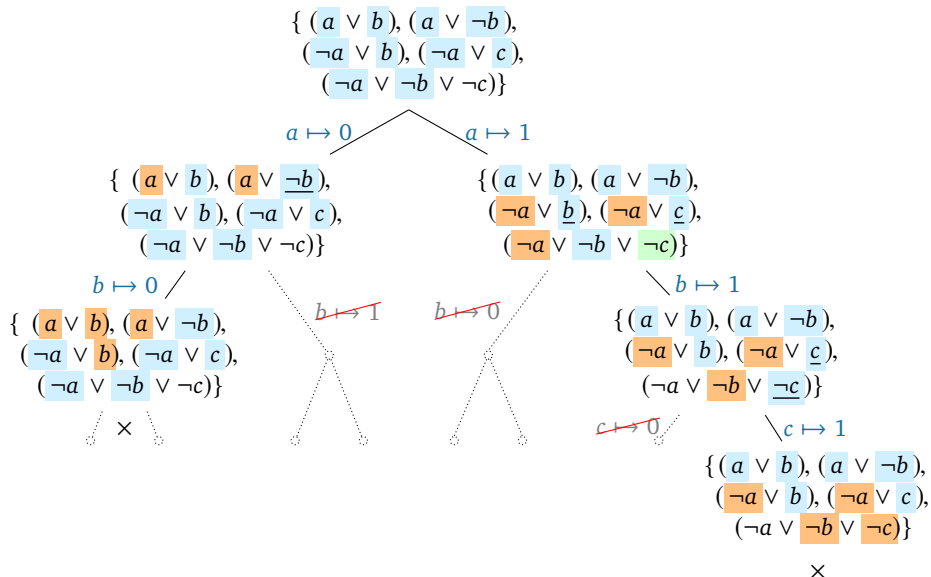 { (a ∨ b), (a ∨ ¬b),
(¬a ∨ b), (¬a ∨ c),
(¬a ∨ ¬b ∨ ¬c)}
a ↦ 0
a ↦ 1
{ (a ∨ b), (a ∨ ¬b),
(¬a ∨ b), (¬a ∨ c),
(¬a ∨ ¬b ∨ ¬c)}
{(a ∨ b), (a ∨ ¬b),
(¬a ∨ b), (¬a ∨ c),
(¬a ∨ ¬b ∨ ¬c)}
b ↦ 0
b ↦ 1
b ↦ 0
b ↦ 1
{ (a ∨ b), (a ∨ ¬b),
(¬a ∨ b), (¬a ∨ c),
(¬a ∨ ¬b ∨ ¬c)}
×
{(a ∨ b), (a ∨ ¬b),
(¬a ∨ b), (¬a ∨ c),
(¬a ∨ ¬b ∨ ¬c)}
c ↦ 0
c ↦ 1
{(a ∨ b), (a ∨ ¬b),
(¬a ∨ b), (¬a ∨ c),
(¬a ∨ ¬b ∨ ¬c)}
×